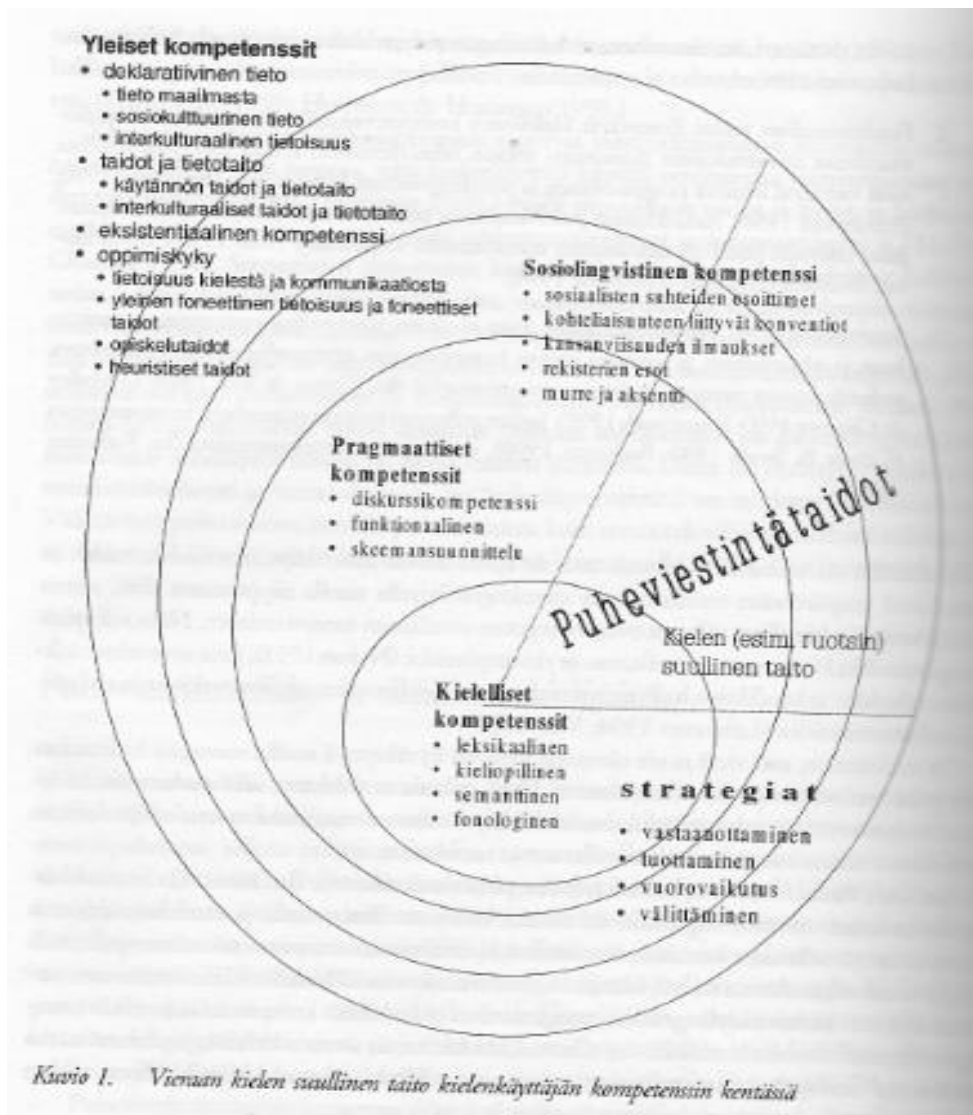 Yleiset kompetenssit
• deklaratiivinen tieto
• tieto maailmasta
• sosiokulttuurinen tieto
• interkulturaalinen tietoisuus
• taidot ja tietotaito
• käytännön taidot ja tietotaito
• interkulturaaliset taidot ja tietotaito
• eksistentiaalinen kompetenssi
• oppimiskyky
• tietoisuus kielestä ja kommunikaatiosta
• yleinen foneettinen tietoisuus ja foneettiset
taidot
• opiskelutaidot
• heuristiset taidot
Sosiolingvistinen kompetenssi
• sosiaalisten suhteiden osoittimet
• kohteliaisuuteen liittyvät konventiot
• kansanviisauden ilmaukset
• rekisterien erot
• murre ja aksentti
Pragmaattiset
kompetenssit
• diskurssikompetenssi
• funktionaalinen
• skeemansuunnittelu
Puheviestintätaidot
Kielen (esim. ruotsin)
suullinen taito
Kielelliset
kompetenssit
• leksikaalinen
• kieliopillinen
• semanttinen
• fonologinen
strategiat
• vastaanottaminen
• tuottaminen
• vuorovaikutus
• välittäminen
Kuvio 1. Vieraan kielen suullinen taito kielenkäyttäjän kompetenssin kentässä